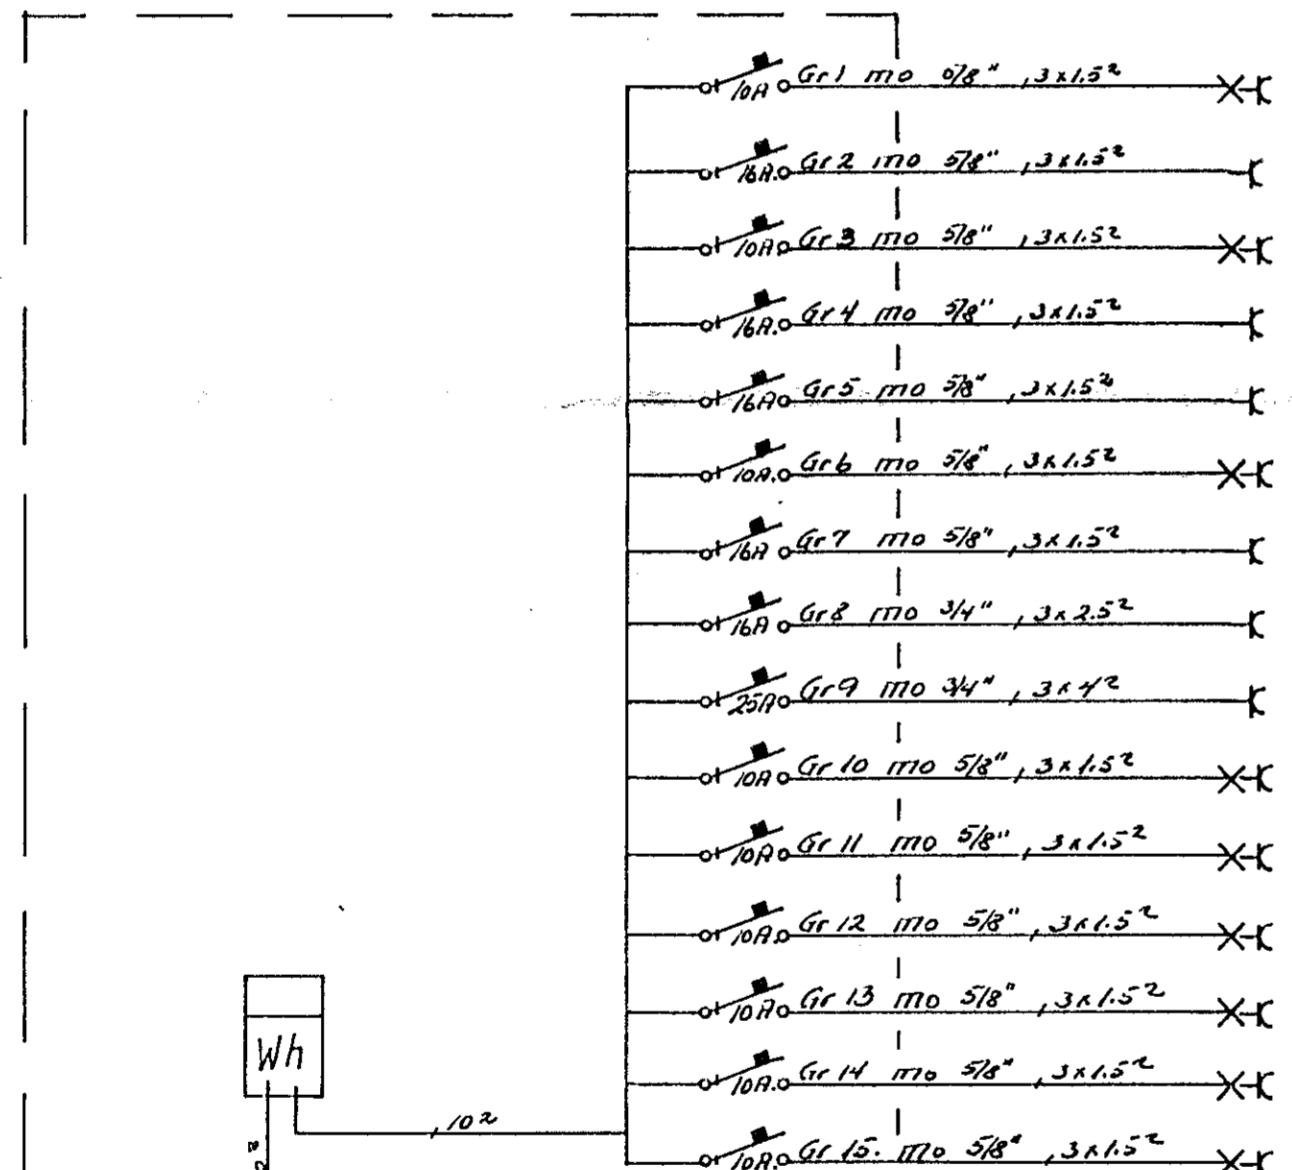 10A Gr 1 mo 5/8" , 3x1.5²
16A. Gr 2 mo 5/8" , 3x1.5²
10A Gr 3 mo 5/8" , 3x1.5²
16A. Gr 4 mo 5/8" , 3x1.5²
16A Gr 5 mo 5/8" , 3x1.5²
10A. Gr 6 mo 5/8" , 3x1.5²
16A Gr 7 mo 5/8" , 3x1.5²
16A Gr 8 mo 3/4" , 3x2.5²
25A Gr 9 mo 3/4" , 3x4²
10A Gr 10 mo 5/8" , 3x1.5²
10A Gr 11 mo 5/8" , 3x1.5²
10A. Gr 12 mo 5/8" , 3x1.5²
10A Gr 13 mo 5/8" , 3x1.5²
Wh
10A. Gr 14 mo 5/8" , 3x1.5²
10²
10A. Gr 15. mo 5/8" , 3x1.5²